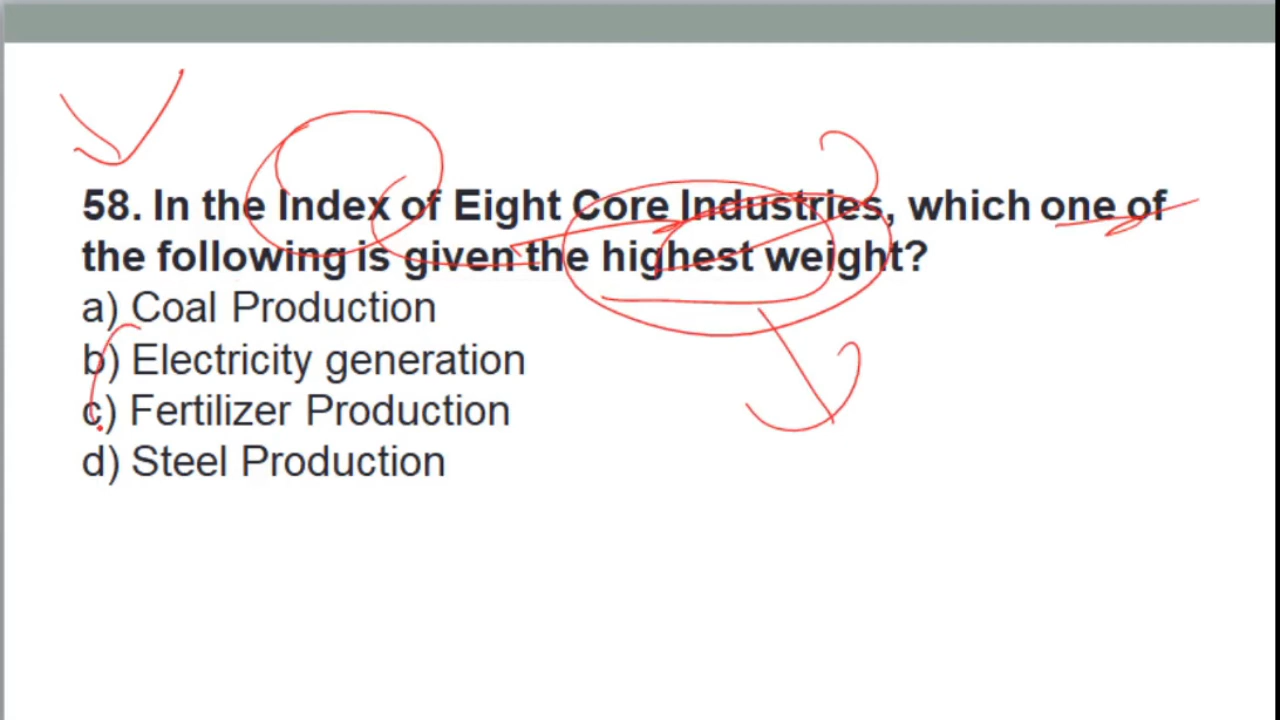 58. In the Index of Eight Core Industries, which one of
the following is given the highest weight?
a) Coal Production
b) Electricity generation
c) Fertilizer Production
d) Steel Production